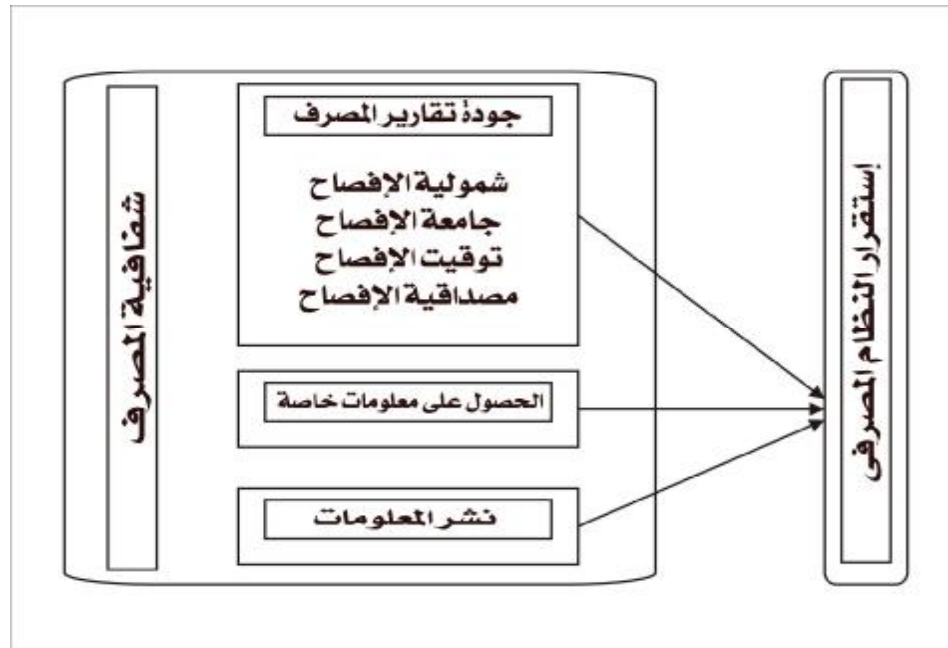 شفافية المصرف
جودة تقارير المصرف
شمولية الإفصاح
جامعة الإفصاح
توقيت الإفصاح
مصداقية الإفصاح
الحصول على معلومات خاصة
نشر المعلومات
إستقرار النظام المصرفى